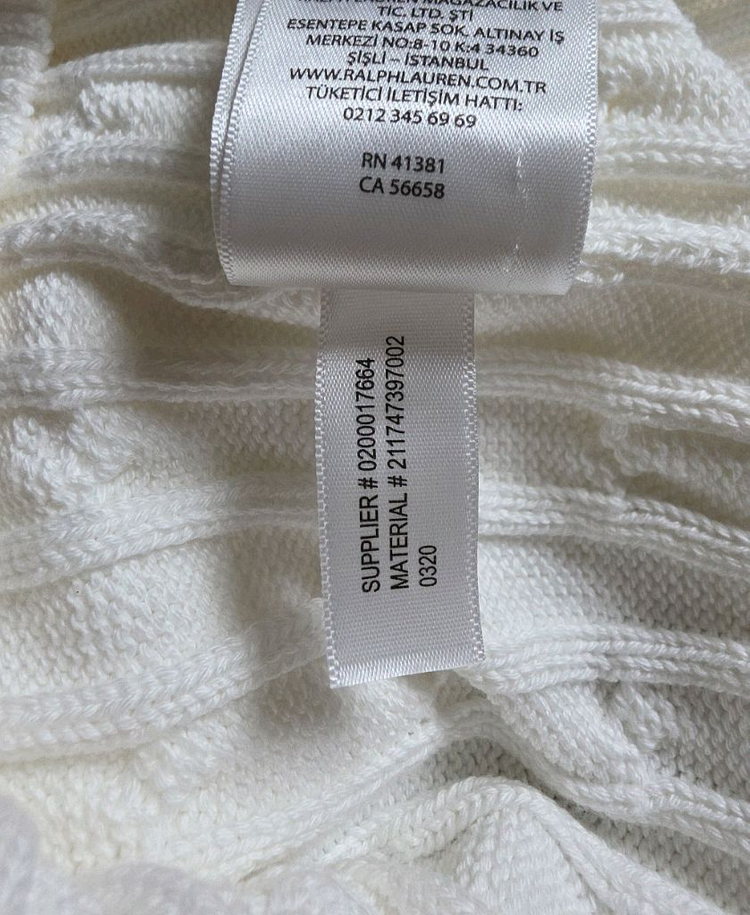 MAĞAZACILIK VE
TİC. LTD. ŞTİ
ESENTEPE KASAP SOK. ALTINAY İŞ
MERKEZİ NO:8-10 K:4 34360
ŞİŞLİ – İSTANBUL
WWW.RALPHLAUREN.COM.TR
TÜKETİCİ İLETİŞİM HATTI:
0212 345 69 69
RN 41381
CA 56658
SUPPLIER # 0200017664
MATERIAL # 211747397002
0320